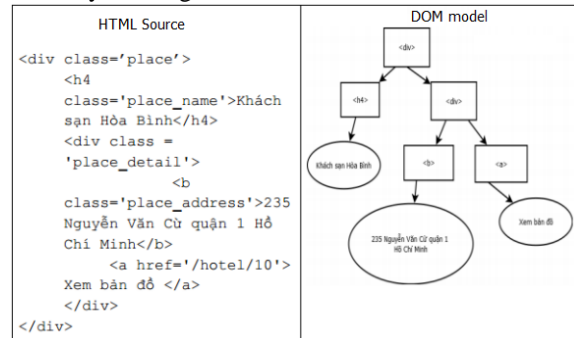 HTML Source
<div class='place'>
<h4
class='place_name'>Khách
sạn Hòa Bình</h4>
<div class =
'place_detail'>
<b
class='place_address'>235
Nguyễn Văn Cừ quận 1 Hồ
Chí Minh</b>
<a href='/hotel/10'>
Xem bản đồ </a>
</div>
</div>
DOM model
<div>
<h4>
<div>
Khách sạn Hòa Bình
<b>
<a>
235 Nguyễn Văn Cừ quận 1
Hồ Chí Minh
Xem bản đồ